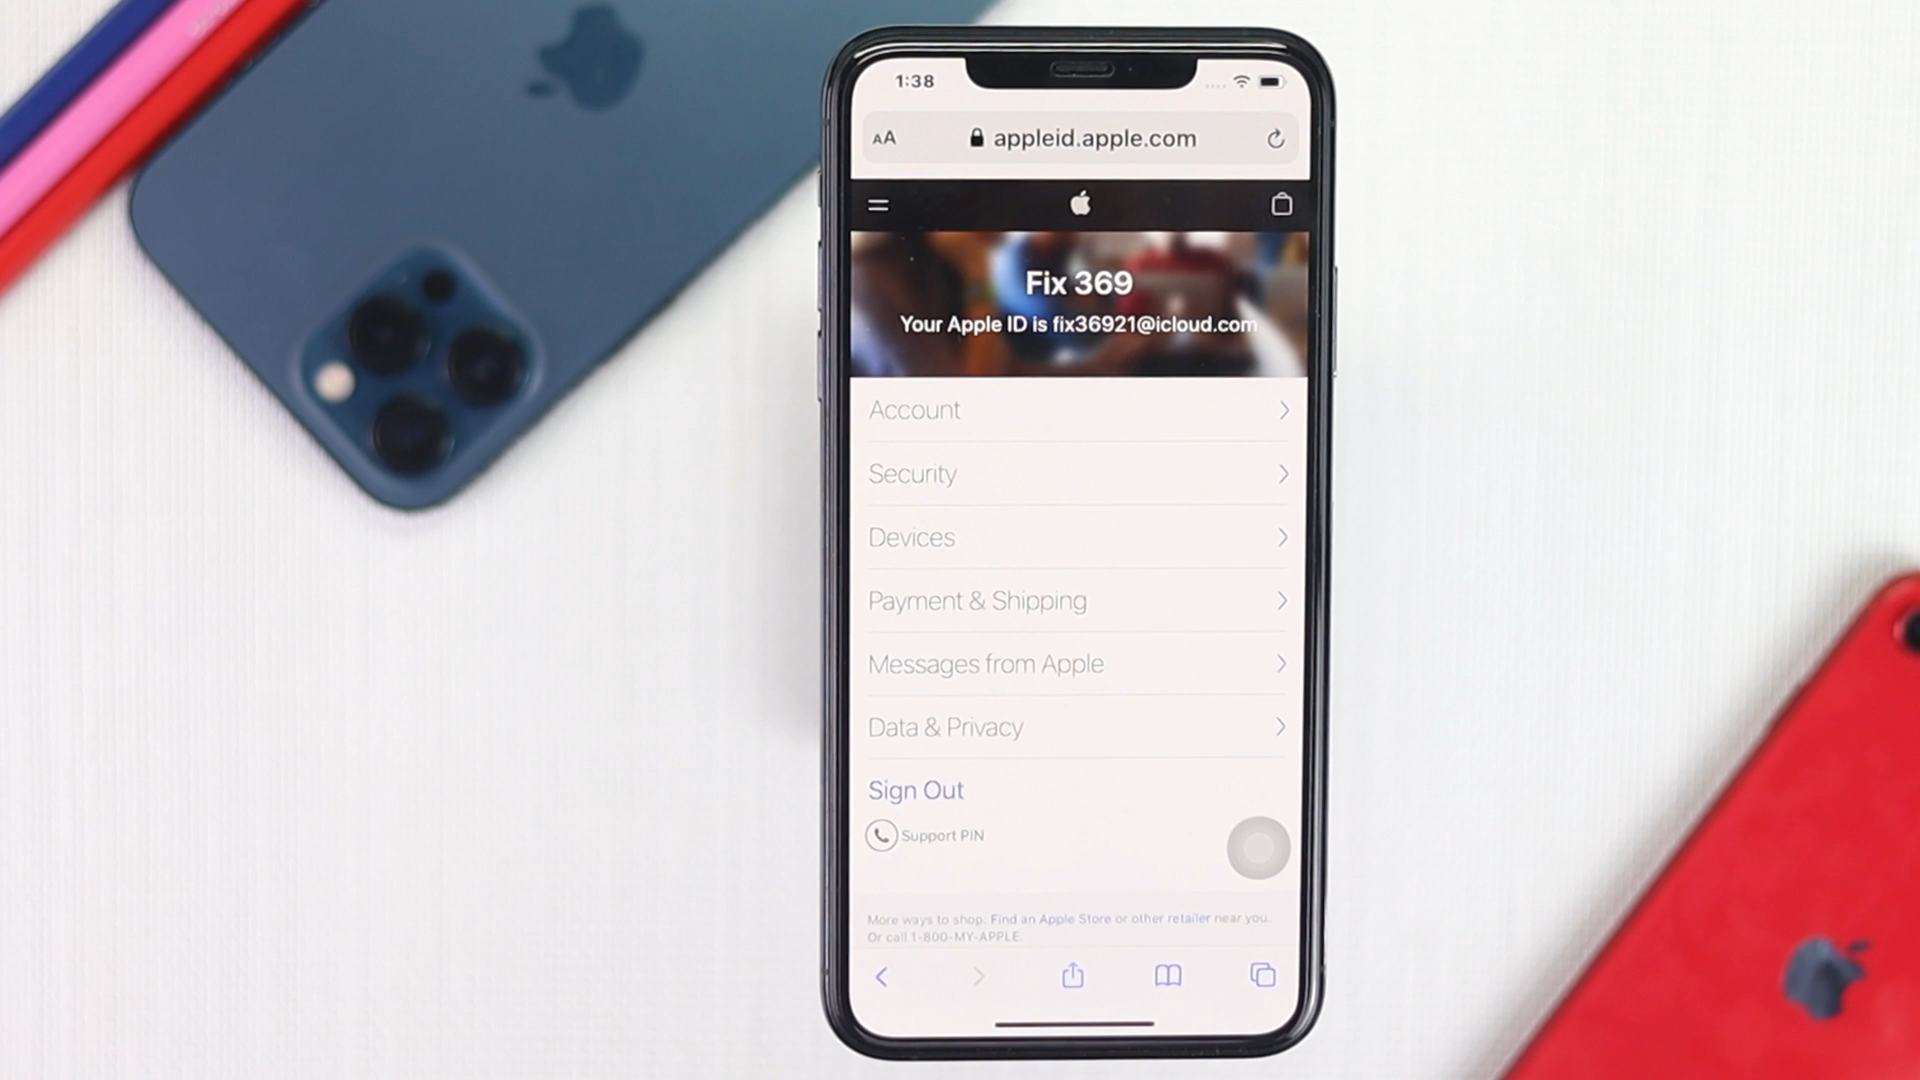 1:38
AA
appleid.apple.com
Fix 369
Your Apple ID is fix36921@icloud.com
Account
Security
Devices
Payment & Shipping
Messages from Apple
Data & Privacy
Sign Out
Support PIN
More ways to shop: Find an Apple Store or other retailer near you.
Or call 1-800-MY-APPLE.